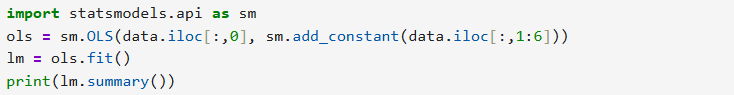 import statsmodels.api as sm
ols = sm.OLS(data.iloc[:,0], sm.add_constant(data.iloc[:,1:6]))
lm = ols.fit()
print(lm.summary())